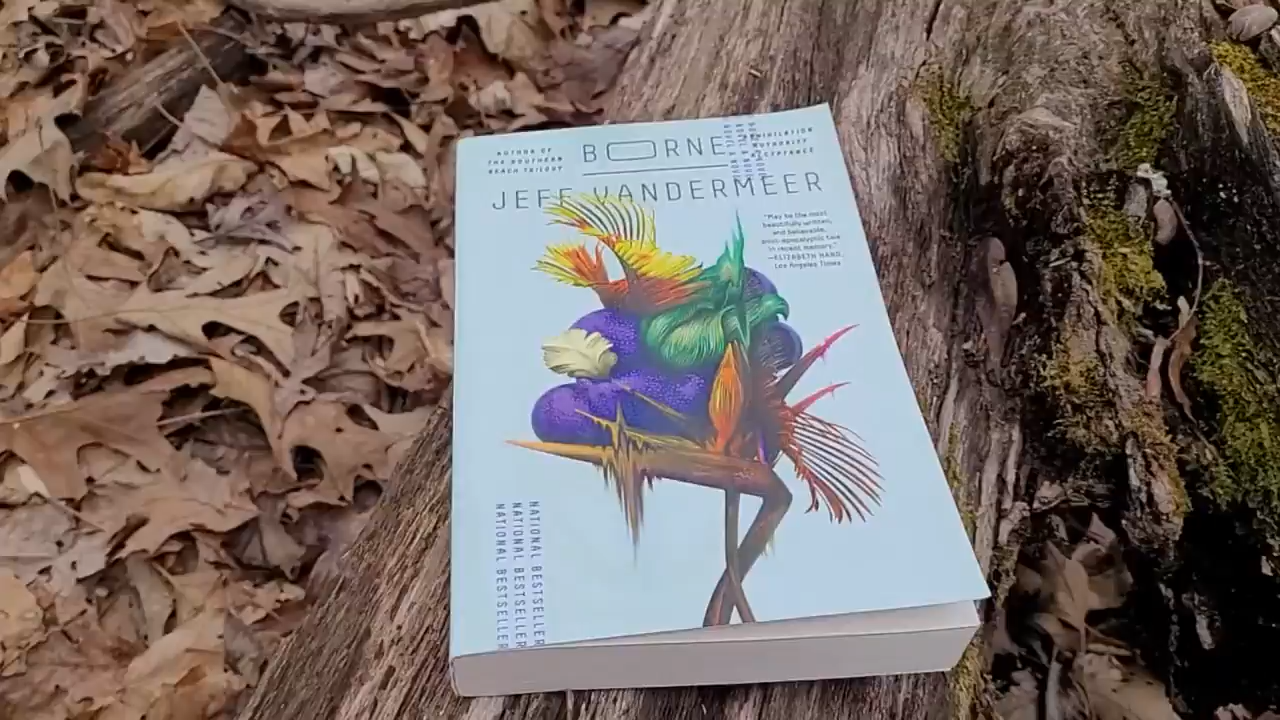 AUTHOR OF
THE SOUTHERN
REACH TRILOGY
BORNE
ANNIHILATION
AUTHORITY
ACCEPTANCE
JEFF VANDERMEER
"May be the most
beautifully written,
and believable,
post-apocalyptic tale
in recent memory."
—ELIZABETH HAND,
Los Angeles Times
NATIONAL BESTSELLER
NATIONAL BESTSELLER
NATIONAL BESTSELLER